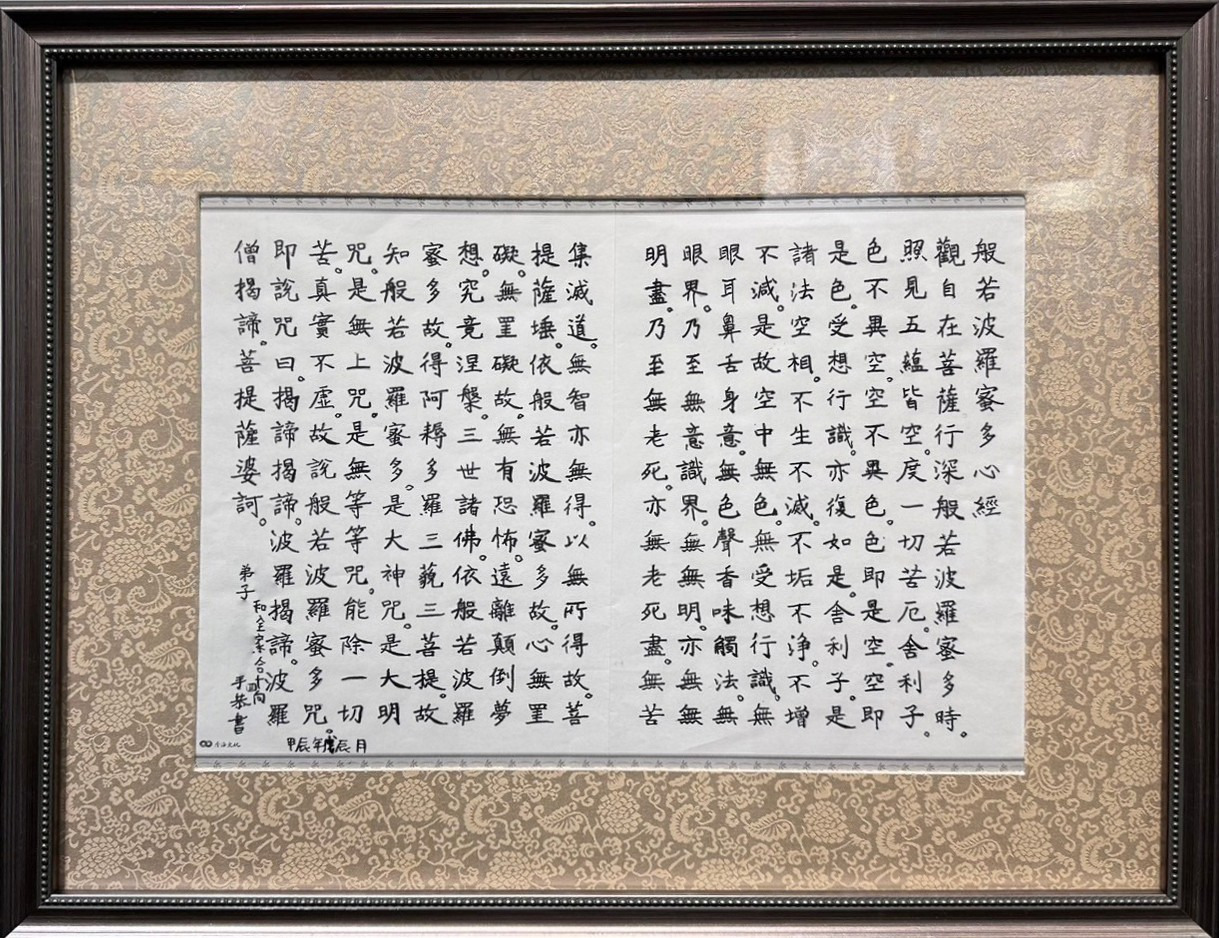 般若波羅蜜多心經
觀自在菩薩行深般若波羅蜜多時。
照見五蘊皆空。度一切苦厄。舍利子。
色不異空。空不異色。色即是空。空即
是色。受想行識。亦復如是。舍利子。是
諸法空相。不生不滅。不垢不淨。不增
不減。是故空中無色。無受想行識。無
眼耳鼻舌身意。無色聲香味觸法。無
眼界。乃至無意識界。無無明。亦無無
明盡。乃至無老死。亦無老死盡。無苦
集滅道。無智亦無得。以無所得故。菩
提薩埵。依般若波羅蜜多故。心無罣
礙。無罣礙故。無有恐怖。遠離顛倒夢
想。究竟涅槃。三世諸佛。依般若波羅
蜜多故。得阿耨多羅三藐三菩提。故
知般若波羅蜜多。是大神咒。是大明
咒。是無上咒。是無等等咒。能除一切
苦。真實不虛。故說般若波羅蜜多咒。
即說咒曰。揭諦揭諦。波羅揭諦。波羅
僧揭諦。菩提薩婆訶。
弟子
和全家合十
手恭書
甲辰年辰月